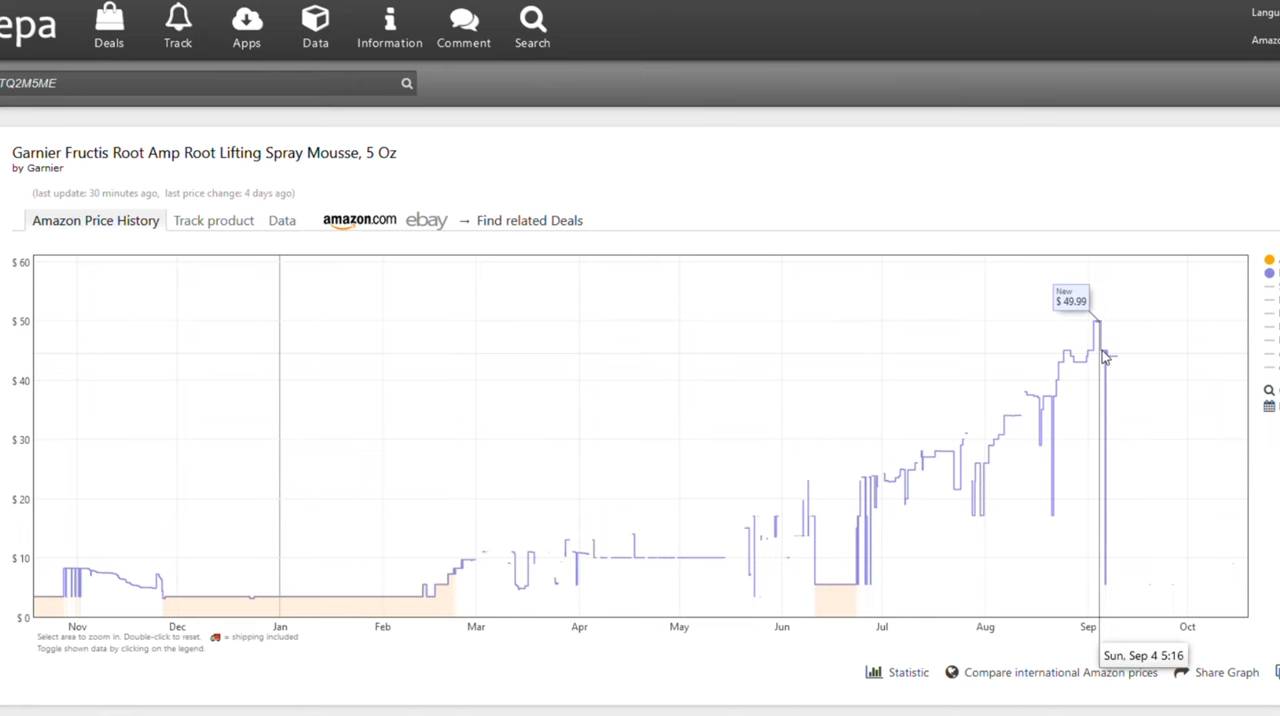 epa
Deals
Track
Apps
Data
Information
Comment
Search
Langu
Amazo
TQ2M5ME
Garnier Fructis Root Amp Root Lifting Spray Mousse, 5 Oz
by Garnier
(last update: 30 minutes ago, last price change: 4 days ago)
Amazon Price History
Track product
Data
amazon.com
ebay
→ Find related Deals
$ 60
$ 50
$ 40
$ 30
$ 20
$ 10
$ 0
New
$ 49.99
Nov
Dec
Jan
Feb
Mar
Apr
May
Jun
Jul
Aug
Sep
Oct
Select area to zoom in. Double-click to reset. = shipping included
Toggle shown data by clicking on the legend.
Sun, Sep 4 5:16
Statistic
Compare international Amazon prices
Share Graph